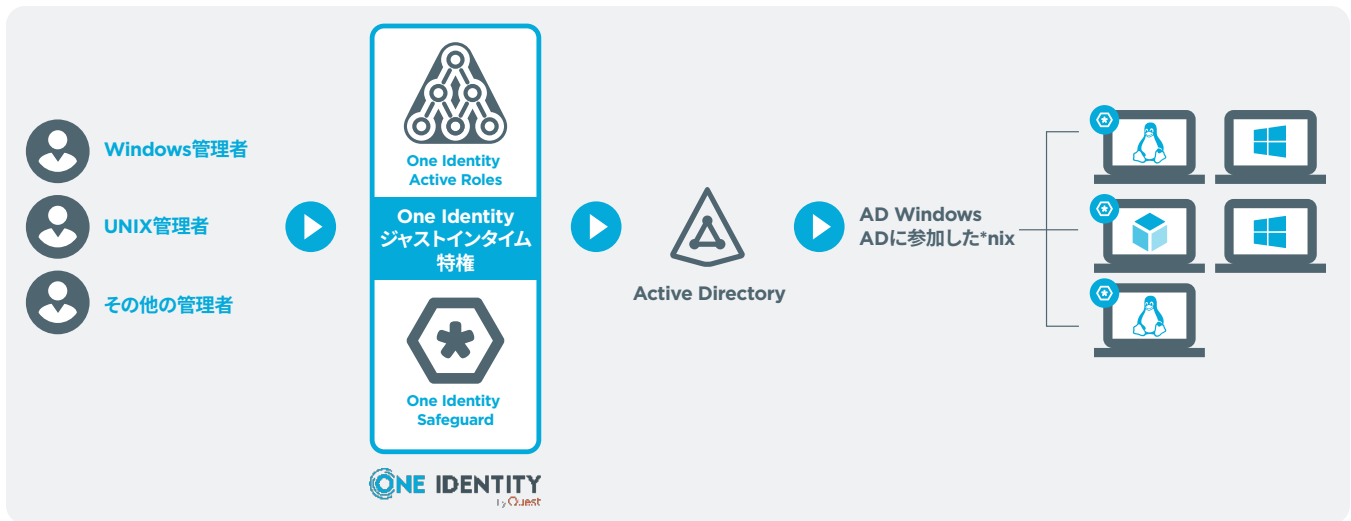 Windows管理者
UNIX管理者
その他の管理者
One Identity
Active Roles
One Identity
ジャストインタイム
特権
One Identity
Safeguard
ONE IDENTITY
by Quest
Active Directory
AD Windows
ADに参加した*nix